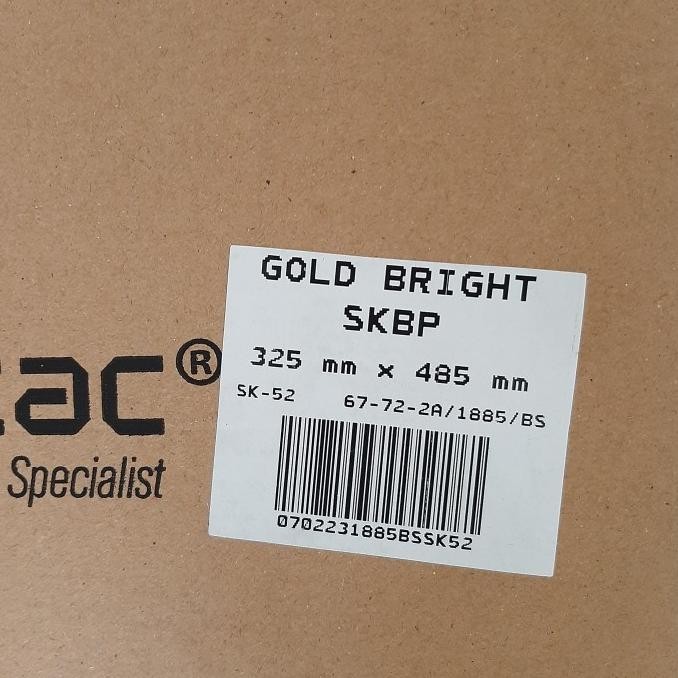 GOLD BRIGHT
SKBP
325 mm x 485 mm
SK-52 67-72-2A/1885/BS
0702231885BSSK52
ac®
Specialist